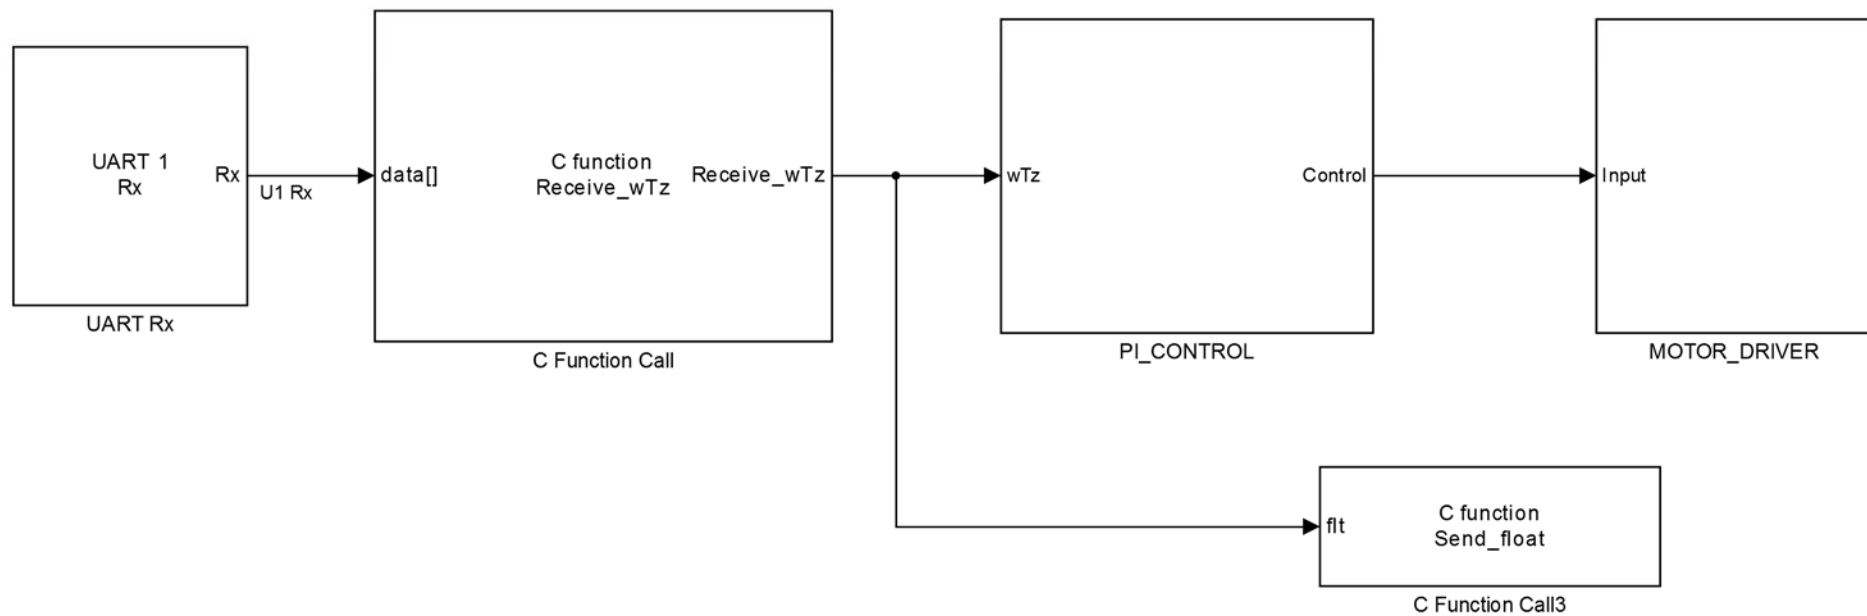 UART 1
Rx
Rx
U1 Rx
UART Rx
data[]
C function
Receive_wTz
Receive_wTz
C Function Call
wTz
Control
PI_CONTROL
Input
MOTOR_DRIVER
flt
C function
Send_float
C Function Call3